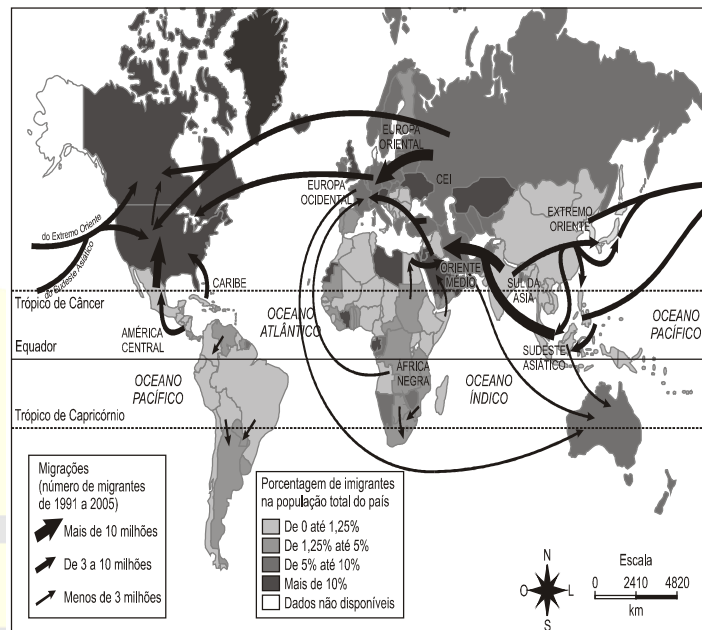 EUROPA
ORIENTAL
CEI
EUROPA
OCIDENTAL
EXTREMO
ORIENTE
do Extremo Oriente
do Sudeste Asiático
ORIENTE
MÉDIO
SUL DA
ÁSIA
CARIBE
Trópico de Câncer
OCEANO
ATLÂNTICO
OCEANO
PACÍFICO
AMÉRICA
CENTRAL
Equador
SUDESTE
ASIÁTICO
ÁFRICA
NEGRA
OCEANO
PACÍFICO
OCEANO
ÍNDICO
Trópico de Capricórnio
Migrações
(número de migrantes
de 1991 a 2005)
Mais de 10 milhões
De 3 a 10 milhões
Menos de 3 milhões
Porcentagem de imigrantes
na população total do país
De 0 até 1,25%
De 1,25% até 5%
De 5% até 10%
Mais de 10%
Dados não disponíveis
N
O
L
S
Escala
0 2410 4820
km